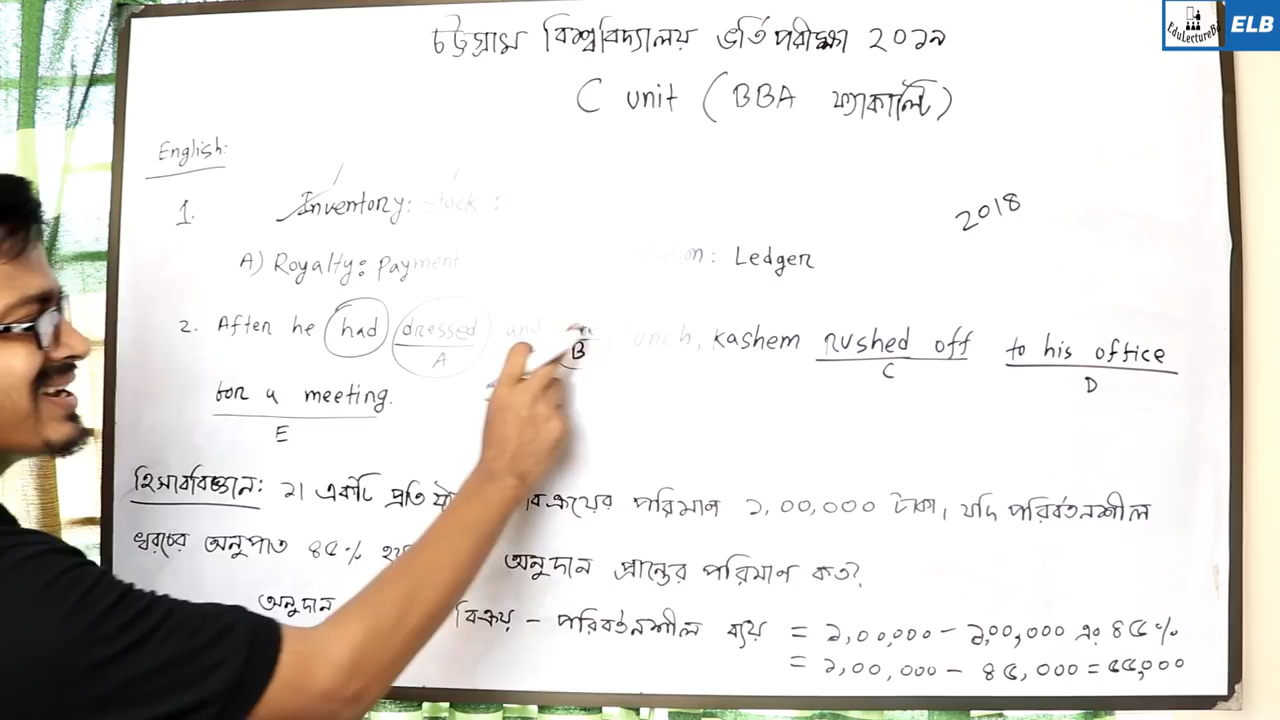 EduLectureBd ELB
চট্টগ্রাম বিশ্ববিদ্যালয় ভর্তি পরীক্ষা ২০১৯
C unit (BBA ফ্যাকাল্টি)
English:
1. Inventory: stock ::
2018
A) Royalty: Payment : Ledger
2. After he had dressed and lunch, kashem rushed off to his office
A B C D
for a meeting.
E
হিসাববিজ্ঞান: ১। একটি বিক্রয়ের পরিমাণ ১,০০,০০০ টাকা, যদি পরিবর্তনশীল
খরচের অনুপাত ৪৫% অনুদান প্রান্তের পরিমাণ কত?
অনুদান বিক্রয় - পরিবর্তনশীল ব্যয় = ১,০০,০০০ - ১,০০,০০০ এর ৪৫%
= ১,০০,০০০ - ৪৫,০০০ = ৫৫,০০০